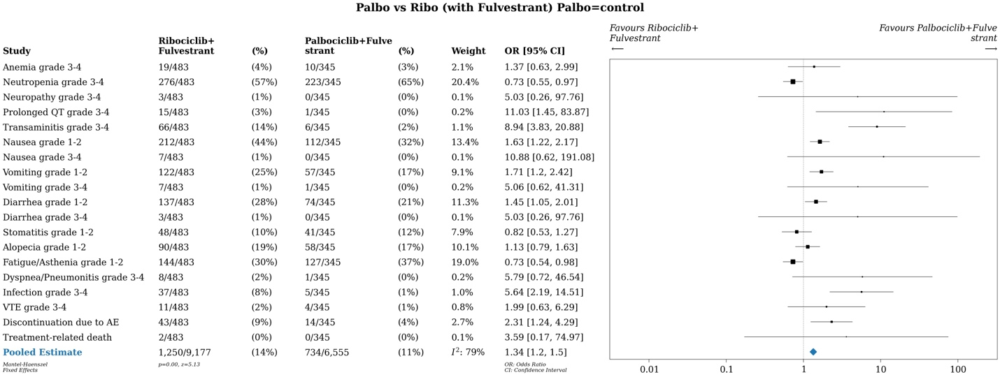 Palbo vs Ribo (with Fulvestrant) Palbo=control
Favours Ribociclib+
Fulvestrant
←
Favours Palbociclib+Fulve
strant
→
Study Ribociclib+ Fulvestrant (%) Palbociclib+Fulve strant (%) Weight OR [95% CI]
Anemia grade 3-4 19/483 (4%) 10/345 (3%) 2.1% 1.37 [0.63, 2.99]
Neutropenia grade 3-4 276/483 (57%) 223/345 (65%) 20.4% 0.73 [0.55, 0.97]
Neuropathy grade 3-4 3/483 (1%) 0/345 (0%) 0.1% 5.03 [0.26, 97.76]
Prolonged QT grade 3-4 15/483 (3%) 1/345 (0%) 0.2% 11.03 [1.45, 83.87]
Transaminitis grade 3-4 66/483 (14%) 6/345 (2%) 1.1% 8.94 [3.83, 20.88]
Nausea grade 1-2 212/483 (44%) 112/345 (32%) 13.4% 1.63 [1.22, 2.17]
Nausea grade 3-4 7/483 (1%) 0/345 (0%) 0.1% 10.88 [0.62, 191.08]
Vomiting grade 1-2 122/483 (25%) 57/345 (17%) 9.1% 1.71 [1.2, 2.42]
Vomiting grade 3-4 7/483 (1%) 1/345 (0%) 0.2% 5.06 [0.62, 41.31]
Diarrhea grade 1-2 137/483 (28%) 74/345 (21%) 11.3% 1.45 [1.05, 2.01]
Diarrhea grade 3-4 3/483 (1%) 0/345 (0%) 0.1% 5.03 [0.26, 97.76]
Stomatitis grade 1-2 48/483 (10%) 41/345 (12%) 7.9% 0.82 [0.53, 1.27]
Alopecia grade 1-2 90/483 (19%) 58/345 (17%) 10.1% 1.13 [0.79, 1.63]
Fatigue/Asthenia grade 1-2 144/483 (30%) 127/345 (37%) 19.0% 0.73 [0.54, 0.98]
Dyspnea/Pneumonitis grade 3-4 8/483 (2%) 1/345 (0%) 0.2% 5.79 [0.72, 46.54]
Infection grade 3-4 37/483 (8%) 5/345 (1%) 1.0% 5.64 [2.19, 14.51]
VTE grade 3-4 11/483 (2%) 4/345 (1%) 0.8% 1.99 [0.63, 6.29]
Discontinuation due to AE 43/483 (9%) 14/345 (4%) 2.7% 2.31 [1.24, 4.29]
Treatment-related death 2/483 (0%) 0/345 (0%) 0.1% 3.59 [0.17, 74.97]
Pooled Estimate 1,250/9,177 (14%) 734/6,555 (11%) I²: 79% 1.34 [1.2, 1.5]
Mantel-Haenszel p=0.00, z=5.13 OR: Odds Ratio
Fixed Effects CI: Confidence Interval
0.01 0.1 1 10 100